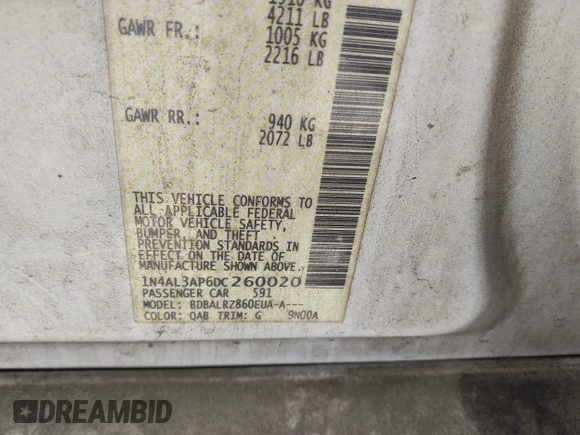 4211 LB
GAWR FR.: 1005 KG
2216 LB
GAWR RR.: 940 KG
2072 LB
THIS VEHICLE CONFORMS TO
ALL APPLICABLE FEDERAL
MOTOR VEHICLE SAFETY,
BUMPER, AND THEFT
PREVENTION STANDARDS IN
EFFECT ON THE DATE OF
MANUFACTURE SHOWN ABOVE.
1N4AL3AP6DC260020
PASSENGER CAR 591
MODEL: BDBALRZ860EUA-A---
COLOR: QAB TRIM: G 9N00A
DREAMBID